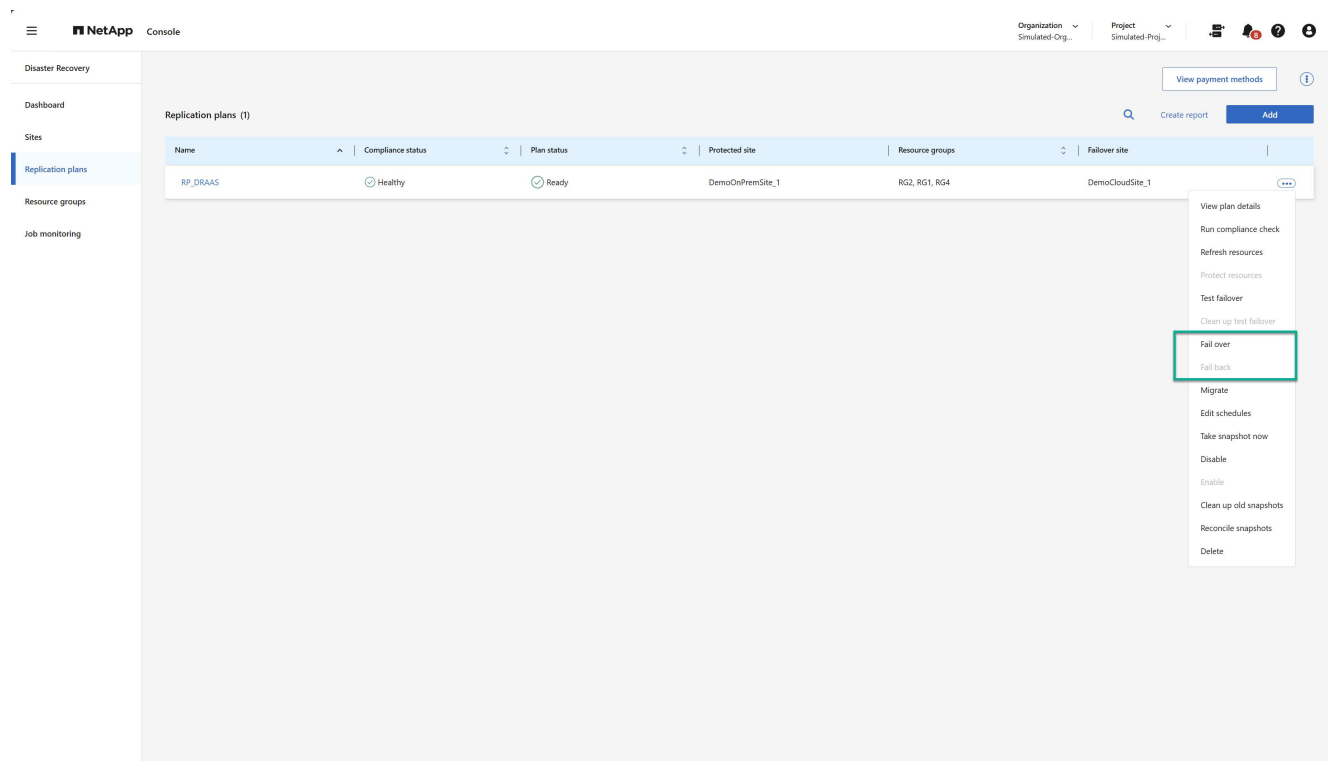 NetApp Console
Organization
Simulated-Org...
Project
Simulated-Proj...
8
Disaster Recovery
View payment methods
Dashboard
Sites
Replication plans
Resource groups
Job monitoring
Replication plans (1)
Create report
Add
Name Compliance status Plan status Protected site Resource groups Failover site
RP_DRAAS Healthy Ready DemoOnPremSite_1 RG2, RG1, RG4 DemoCloudSite_1
View plan details
Run compliance check
Refresh resources
Protect resources
Test failover
Clean up test failover
Fail over
Fail back
Migrate
Edit schedules
Take snapshot now
Disable
Enable
Clean up old snapshots
Reconcile snapshots
Delete